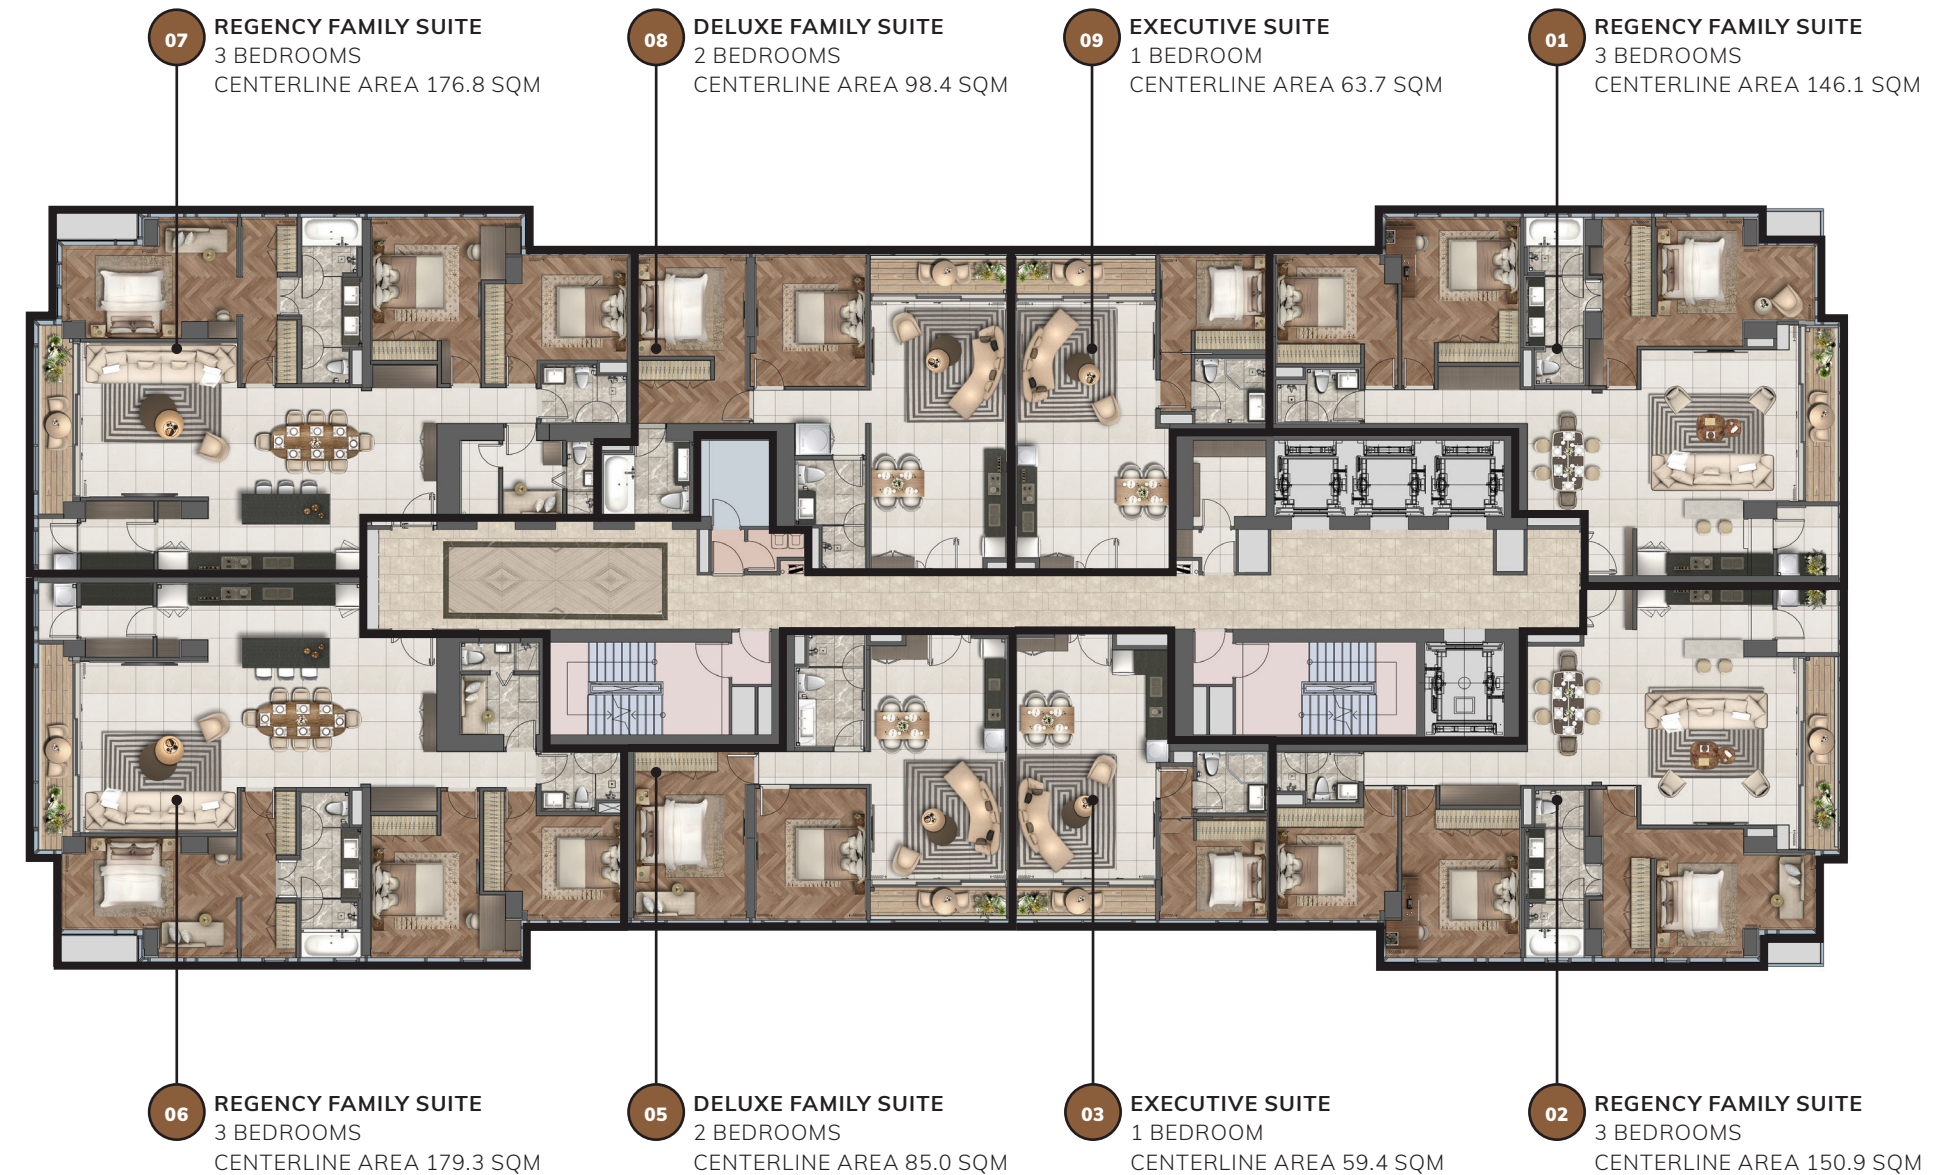 07
REGENCY FAMILY SUITE
3 BEDROOMS
CENTERLINE AREA 176.8 SQM
08
DELUXE FAMILY SUITE
2 BEDROOMS
CENTERLINE AREA 98.4 SQM
09
EXECUTIVE SUITE
1 BEDROOM
CENTERLINE AREA 63.7 SQM
01
REGENCY FAMILY SUITE
3 BEDROOMS
CENTERLINE AREA 146.1 SQM
06
REGENCY FAMILY SUITE
3 BEDROOMS
CENTERLINE AREA 179.3 SQM
05
DELUXE FAMILY SUITE
2 BEDROOMS
CENTERLINE AREA 85.0 SQM
03
EXECUTIVE SUITE
1 BEDROOM
CENTERLINE AREA 59.4 SQM
02
REGENCY FAMILY SUITE
3 BEDROOMS
CENTERLINE AREA 150.9 SQM